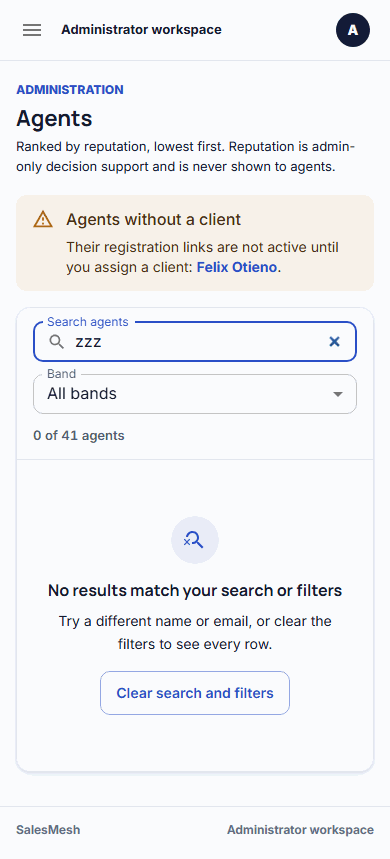 Administrator workspace
A
ADMINISTRATION
Agents
Ranked by reputation, lowest first. Reputation is admin-
only decision support and is never shown to agents.
Agents without a client
Their registration links are not active until
you assign a client: Felix Otieno.
Search agents
zzz
Band
All bands
0 of 41 agents
No results match your search or filters
Try a different name or email, or clear the
filters to see every row.
Clear search and filters
SalesMesh
Administrator workspace